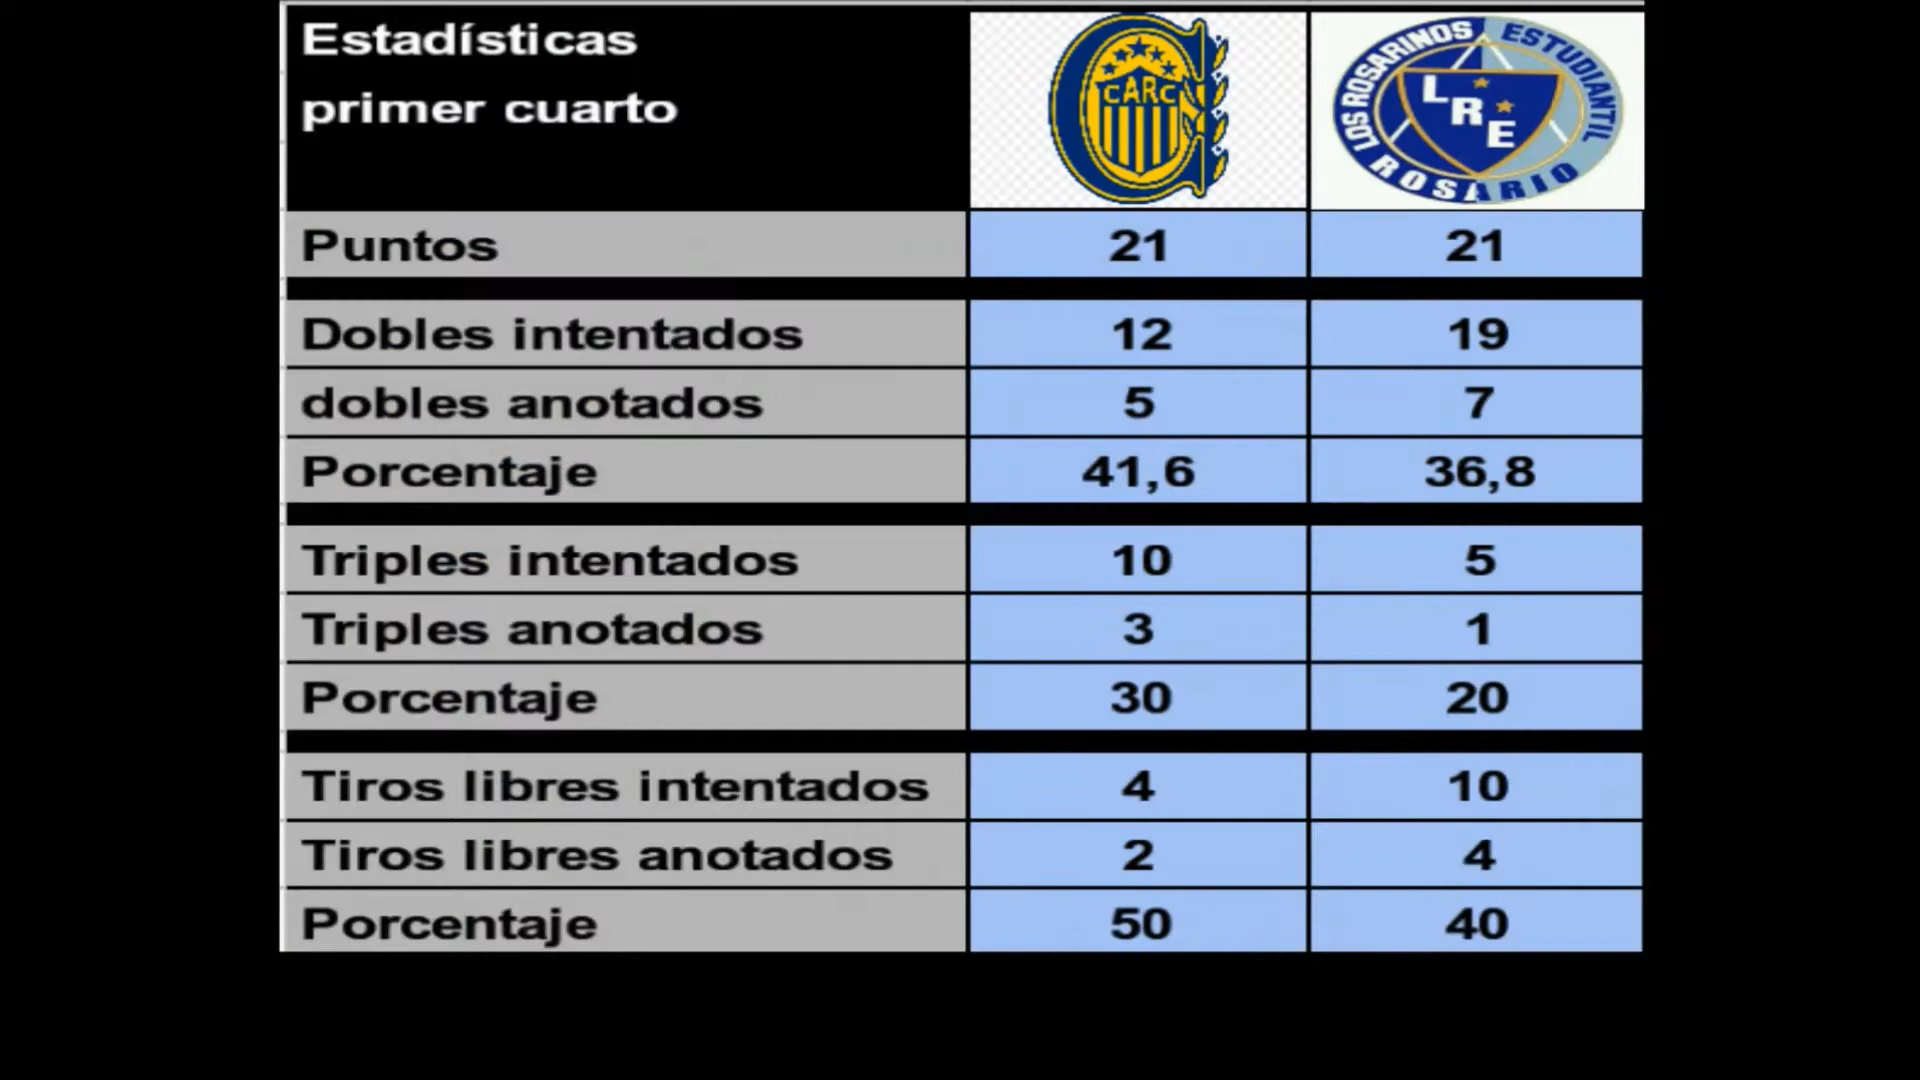 Estadísticas
primer cuarto
CARC
LOS ROSARINOS ESTUDIANTIL
LRE
ROSARIO
Puntos 21 21
Dobles intentados 12 19
dobles anotados 5 7
Porcentaje 41,6 36,8
Triples intentados 10 5
Triples anotados 3 1
Porcentaje 30 20
Tiros libres intentados 4 10
Tiros libres anotados 2 4
Porcentaje 50 40